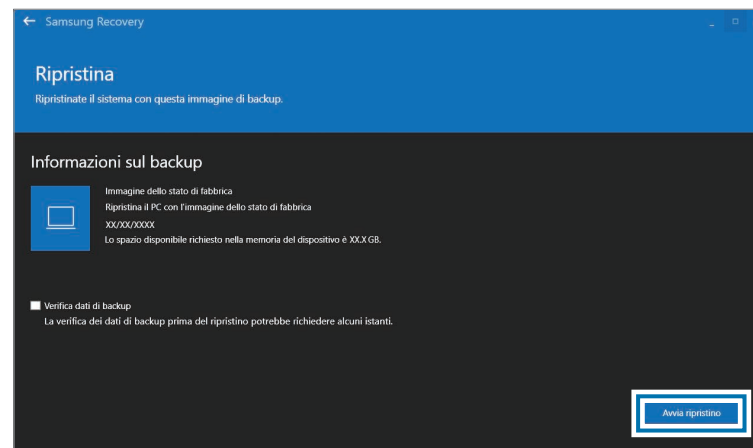 Samsung Recovery
Ripristina
Ripristinate il sistema con questa immagine di backup.
Informazioni sul backup
Immagine dello stato di fabbrica
Ripristina il PC con l'immagine dello stato di fabbrica
XX/XX/XXXX
Lo spazio disponibile richiesto nella memoria del dispositivo è XX.X GB.
Verifica dati di backup
La verifica dei dati di backup prima del ripristino potrebbe richiedere alcuni istanti.
Avvia ripristino